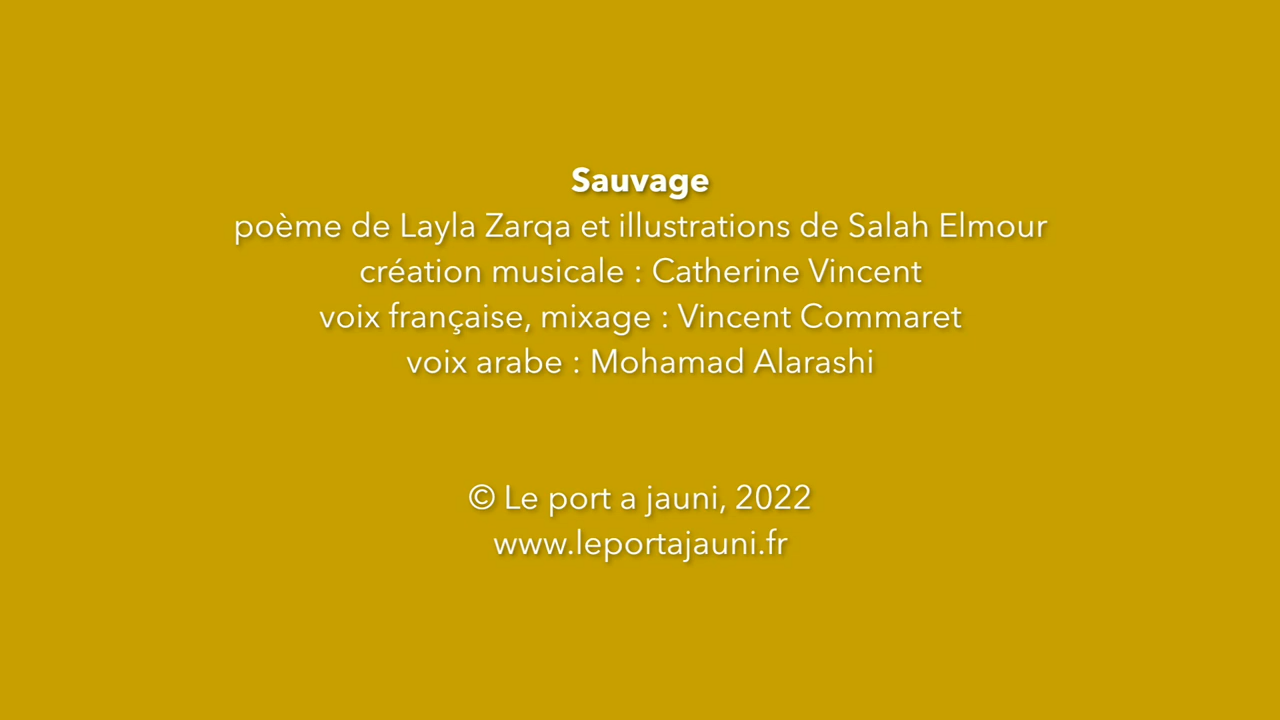 Sauvage
poème de Layla Zarqa et illustrations de Salah Elmour
création musicale : Catherine Vincent
voix française, mixage : Vincent Commaret
voix arabe : Mohamad Alarashi
© Le port a jauni, 2022
www.leportajauni.fr